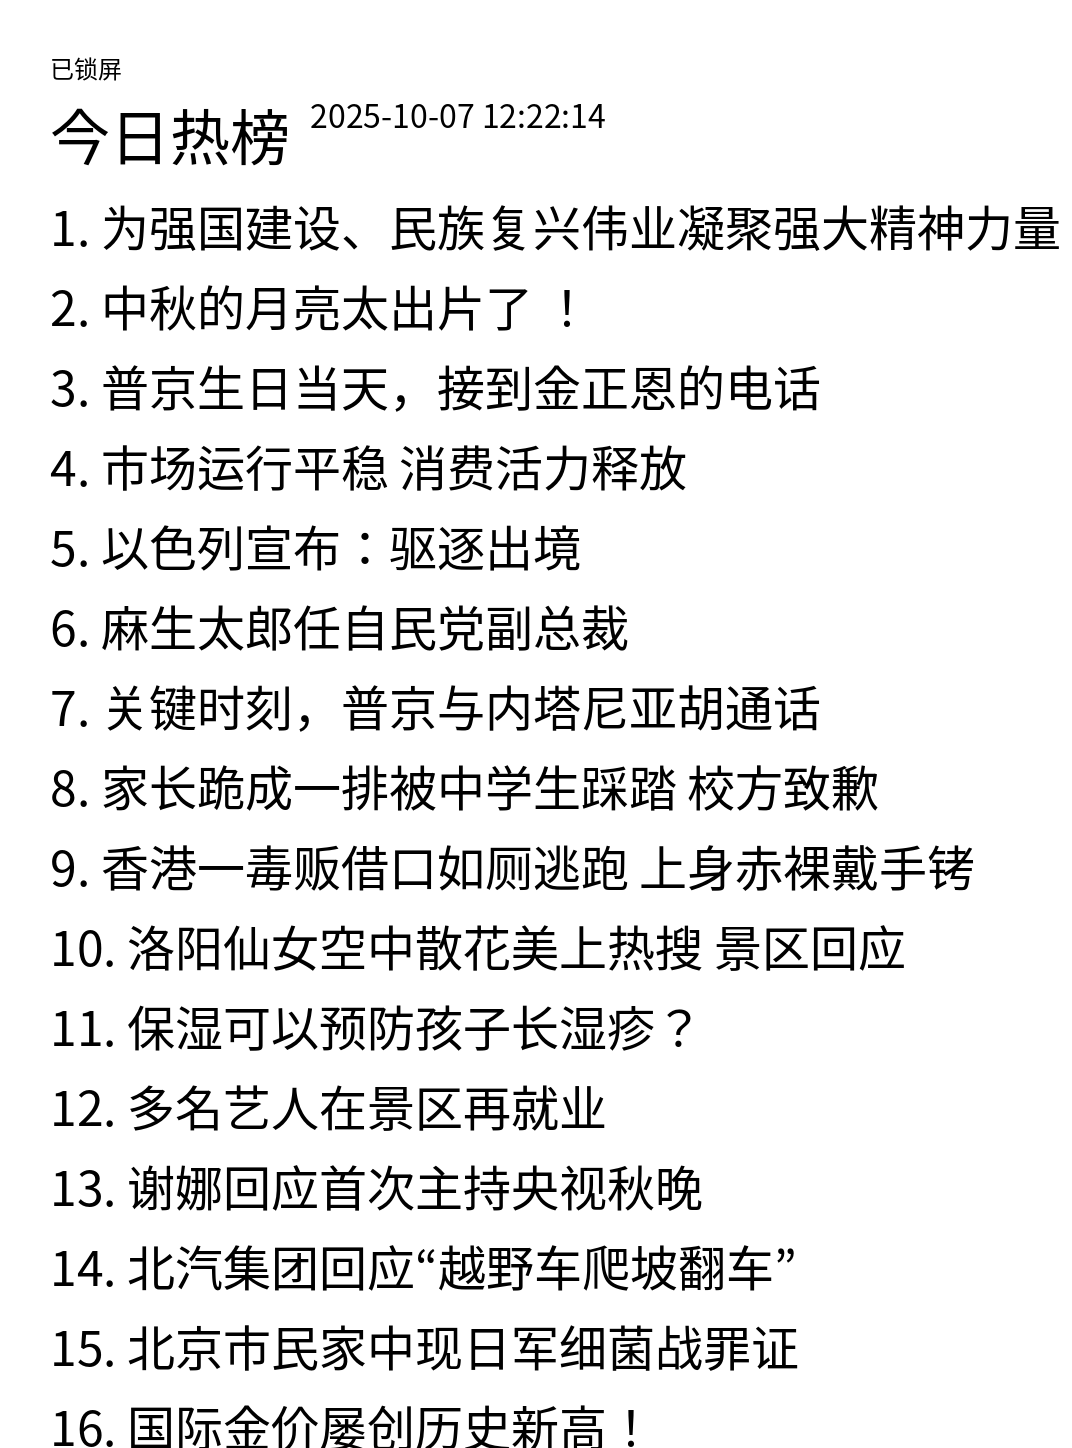 已锁屏
今日热榜 2025-10-07 12:22:14
1. 为强国建设、民族复兴伟业凝聚强大精神力量
2. 中秋的月亮太出片了 ！
3. 普京生日当天，接到金正恩的电话
4. 市场运行平稳 消费活力释放
5. 以色列宣布：驱逐出境
6. 麻生太郎任自民党副总裁
7. 关键时刻，普京与内塔尼亚胡通话
8. 家长跪成一排被中学生踩踏 校方致歉
9. 香港一毒贩借口如厕逃跑 上身赤裸戴手铐
10. 洛阳仙女空中散花美上热搜 景区回应
11. 保湿可以预防孩子长湿疹？
12. 多名艺人在景区再就业
13. 谢娜回应首次主持央视秋晚
14. 北汽集团回应“越野车爬坡翻车”
15. 北京市民家中现日军细菌战罪证
16. 国际金价屡创历史新高！